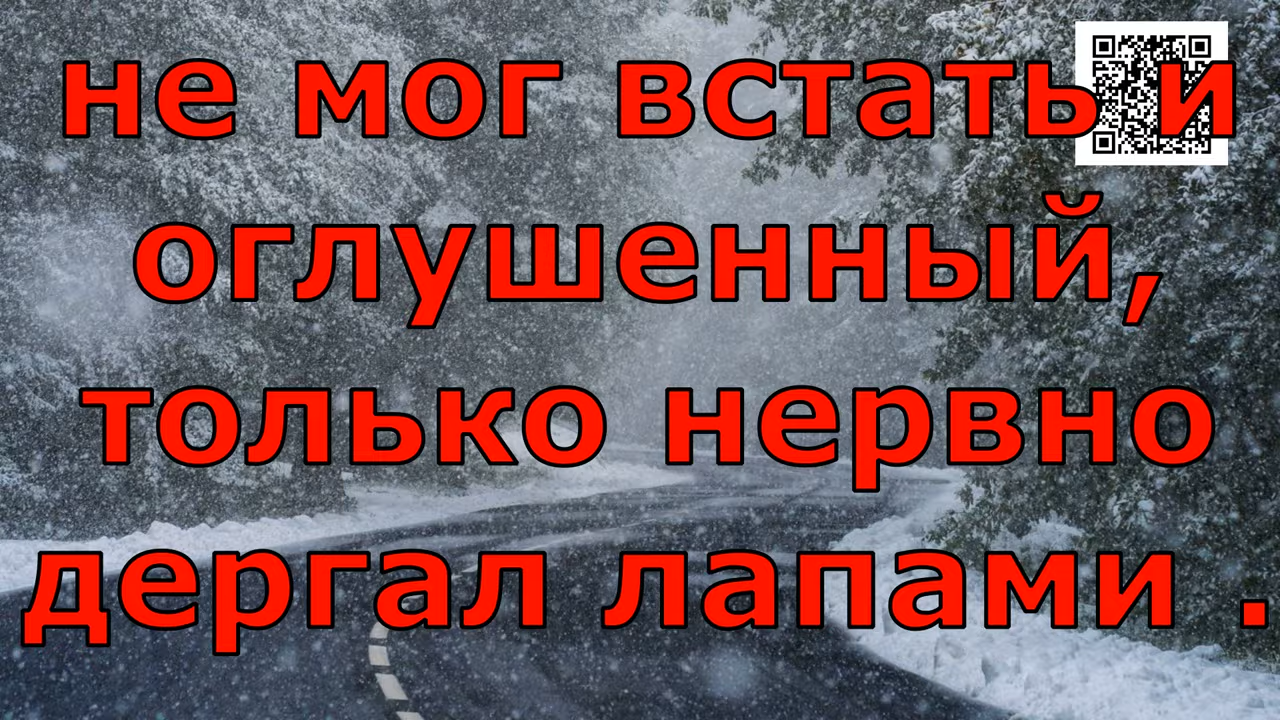 не мог встать и
оглушенный,
только нервно
дергал лапами .